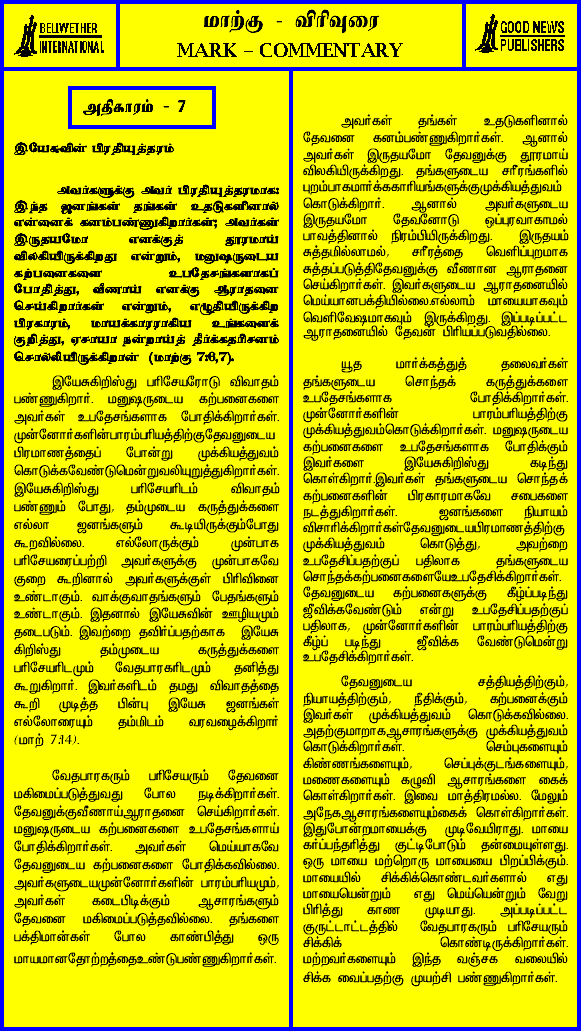 BELWETHER
INTERNATIONAL
மாற்கு - விரிவுரை
MARK – COMMENTARY
GOOD NEWS
PUBLISHERS
அதிகாரம் - 7
இயேசுவின் பிரதியுத்தரம்
அவர்களுக்கு அவர் பிரதியுத்தரமாக:
இந்த ஜனங்கள் தங்கள் உதடுகளினால்
என்னைக் கனம்பண்ணுகிறார்கள்; அவர்கள்
இருதயமோ எனக்குத் தூரமாய்
விலகியிருக்கிறது என்றும், மனுஷருடைய
கற்பனைகளை உபதேசங்களாகப்
போதித்து, வீணாய் எனக்கு ஆராதனை
செய்கிறார்கள் என்றும், எழுதியிருக்கிற
பிரகாரம், மாயக்காரராகிய உங்களைக்
குறித்து, ஏசாயா நன்றாய்த் தீர்க்கதரிசனம்
சொல்லியிருக்கிறான் (மாற்கு 7:6,7).
இயேசுகிறிஸ்து பரிசேயரோடு விவாதம்
பண்ணுகிறார். மனுஷருடைய கற்பனைகளை
அவர்கள் உபதேசங்களாக போதிக்கிறார்கள்.
முன்னோர்களின்பாரம்பரியத்திற்குதேவனுடைய
பிரமாணத்தைப் போன்று முக்கியத்துவம்
கொடுக்கவேண்டுமென்றுவலியுறுத்துகிறார்கள்.
இயேசுகிறிஸ்து பரிசேயரிடம் விவாதம்
பண்ணும் போது, தம்முடைய கருத்துக்களை
எல்லா ஜனங்களும் கூடியிருக்கும்போது
கூறவில்லை. எல்லோருக்கும் முன்பாக
பரிசேயரைப்பற்றி அவர்களுக்கு முன்பாகவே
குறை கூறினால் அவர்களுக்குள் பிரிவினை
உண்டாகும். வாக்குவாதங்களும் பேதங்களும்
உண்டாகும். இதனால் இயேசுவின் ஊழியமும்
தடைபடும். இவற்றை தவிர்ப்பதற்காக இயேசு
கிறிஸ்து தம்முடைய கருத்துக்களை
பரிசேயரிடமும் வேதபாரகரிடமும் தனித்து
கூறுகிறார். இவர்களிடம் தமது விவாதத்தை
கூறி முடித்த பின்பு இயேசு ஜனங்கள்
எல்லோரையும் தம்மிடம் வரவழைக்கிறார்
(மாற் 7:14).
வேதபாரகரும் பரிசேயரும் தேவனை
மகிமைப்படுத்துவது போல நடிக்கிறார்கள்.
தேவனுக்குவீணாய்ஆராதனை செய்கிறார்கள்.
மனுஷருடைய கற்பனைகளை உபதேசங்களாய்
போதிக்கிறார்கள். அவர்கள் மெய்யாகவே
தேவனுடைய கற்பனைகளை போதிக்கவில்லை.
அவர்களுடையமுன்னோர்களின் பாரம்பரியமும்,
அவர்கள் கடைபிடிக்கும் ஆசாரங்களும்
தேவனை மகிமைப்படுத்தவில்லை. தங்களை
பக்திமான்கள் போல காண்பித்து ஒரு
மாயமானதோற்றத்தைஉண்டுபண்ணுகிறார்கள்.
அவர்கள் தங்கள் உதடுகளினால்
தேவனை கனம்பண்ணுகிறார்கள். ஆனால்
அவர்கள் இருதயமோ தேவனுக்கு தூரமாய்
விலகியிருக்கிறது. தங்களுடைய சரீரங்களில்
புறம்பாகமார்க்ககாரியங்களுக்குமுக்கியத்துவம்
கொடுக்கிறார். ஆனால் அவர்களுடைய
இருதயமோ தேவனோடு ஒப்புரவாகாமல்
பாவத்தினால் நிரம்பியிருக்கிறது. இருதயம்
சுத்தமில்லாமல், சரீரத்தை வெளிப்புறமாக
சுத்தப்படுத்திதேவனுக்கு வீணான ஆராதனை
செய்கிறார்கள். இவர்களுடைய ஆராதனையில்
மெய்யானபக்தியில்லை.எல்லாம் மாயையாகவும்
வெளிவேஷமாகவும் இருக்கிறது. இப்படிப்பட்ட
ஆராதனையில் தேவன் பிரியப்படுவதில்லை.
யூத மார்க்கத்துத் தலைவர்கள்
தங்களுடைய சொந்தக் கருத்துக்களை
உபதேசங்களாக போதிக்கிறார்கள்.
முன்னோர்களின் பாரம்பரியத்திற்கு
முக்கியத்துவம்கொடுக்கிறார்கள். மனுஷருடைய
கற்பனைகளை உபதேசங்களாக போதிக்கும்
இவர்களை இயேசுகிறிஸ்து கடிந்து
கொள்கிறார்.இவர்கள் தங்களுடைய சொந்தக்
கற்பனைகளின் பிரகாரமாகவே சபைகளை
நடத்துகிறார்கள். ஜனங்களை நியாயம்
விசாரிக்கிறார்கள்தேவனுடையபிரமாணத்திற்கு
முக்கியத்துவம் கொடுத்து, அவற்றை
உபதேசிப்பதற்குப் பதிலாக தங்களுடைய
சொந்தக்கற்பனைகளையேஉபதேசிக்கிறார்கள்.
தேவனுடைய கற்பனைகளுக்கு கீழ்ப்படிந்து
ஜீவிக்கவேண்டும் என்று உபதேசிப்பதற்குப்
பதிலாக, முன்னோர்களின் பாரம்பரியத்திற்கு
கீழ்ப் படிந்து ஜீவிக்க வேண்டுமென்று
உபதேசிக்கிறார்கள்.
தேவனுடைய சத்தியத்திற்கும்,
நியாயத்திற்கும், நீதிக்கும், கற்பனைக்கும்
இவர்கள் முக்கியத்துவம் கொடுக்கவில்லை.
அதற்குமாறாக,ஆசாரங்களுக்கு முக்கியத்துவம்
கொடுக்கிறார்கள். செம்புகளையும்
கிண்ணங்களையும், செப்புக்குடங்களையும்,
மணைகளையும் கழுவி ஆசாரங்களை கைக்
கொள்கிறார்கள். இவை மாத்திரமல்ல. மேலும்
அநேகஆசாரங்களையும்கைக் கொள்கிறார்கள்.
இதுபோன்றமாயைக்கு முடிவேயிராது. மாயை
கர்ப்பந்தரித்து குட்டிபோடும் தன்மையுள்ளது.
ஒரு மாயை மற்றொரு மாயையை பிறப்பிக்கும்.
மாயையில் சிக்கிக்கொண்டவர்களால் எது
மாயையென்றும் எது மெய்யென்றும் வேறு
பிரித்து காண முடியாது. அப்படிப்பட்ட
குருட்டாட்டத்தில் வேதபாரகரும் பரிசேயரும்
சிக்கிக் கொண்டிருக்கிறார்கள்.
மற்றவர்களையும் இந்த வஞ்சக வலையில்
சிக்க வைப்பதற்கு முயற்சி பண்ணுகிறார்கள்.